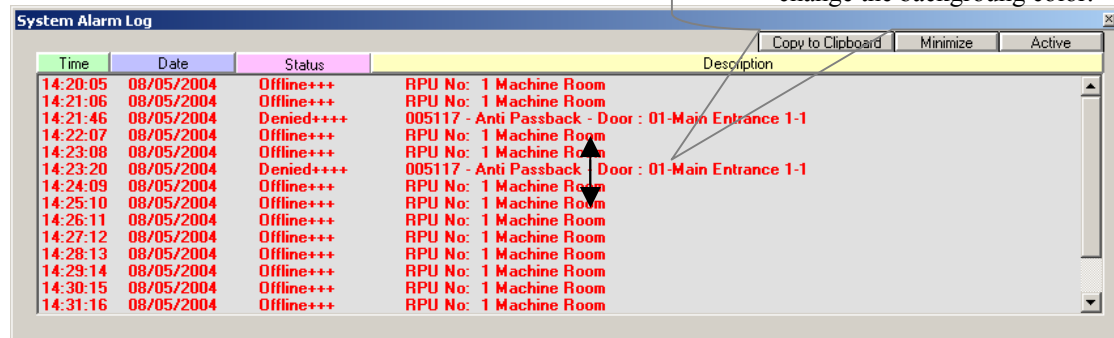 change the background color.
System Alarm Log
Copy to Clipboard Minimize Active
Time Date Status Description
14:20:05 08/05/2004 Offline+++ RPU No: 1 Machine Room
14:21:06 08/05/2004 Offline+++ RPU No: 1 Machine Room
14:21:46 08/05/2004 Denied++++ 005117 - Anti Passback - Door : 01-Main Entrance 1-1
14:22:07 08/05/2004 Offline+++ RPU No: 1 Machine Room
14:23:08 08/05/2004 Offline+++ RPU No: 1 Machine Room
14:23:20 08/05/2004 Denied++++ 005117 - Anti Passback - Door : 01-Main Entrance 1-1
14:24:09 08/05/2004 Offline+++ RPU No: 1 Machine Room
14:25:10 08/05/2004 Offline+++ RPU No: 1 Machine Room
14:26:11 08/05/2004 Offline+++ RPU No: 1 Machine Room
14:27:12 08/05/2004 Offline+++ RPU No: 1 Machine Room
14:28:13 08/05/2004 Offline+++ RPU No: 1 Machine Room
14:29:14 08/05/2004 Offline+++ RPU No: 1 Machine Room
14:30:15 08/05/2004 Offline+++ RPU No: 1 Machine Room
14:31:16 08/05/2004 Offline+++ RPU No: 1 Machine Room